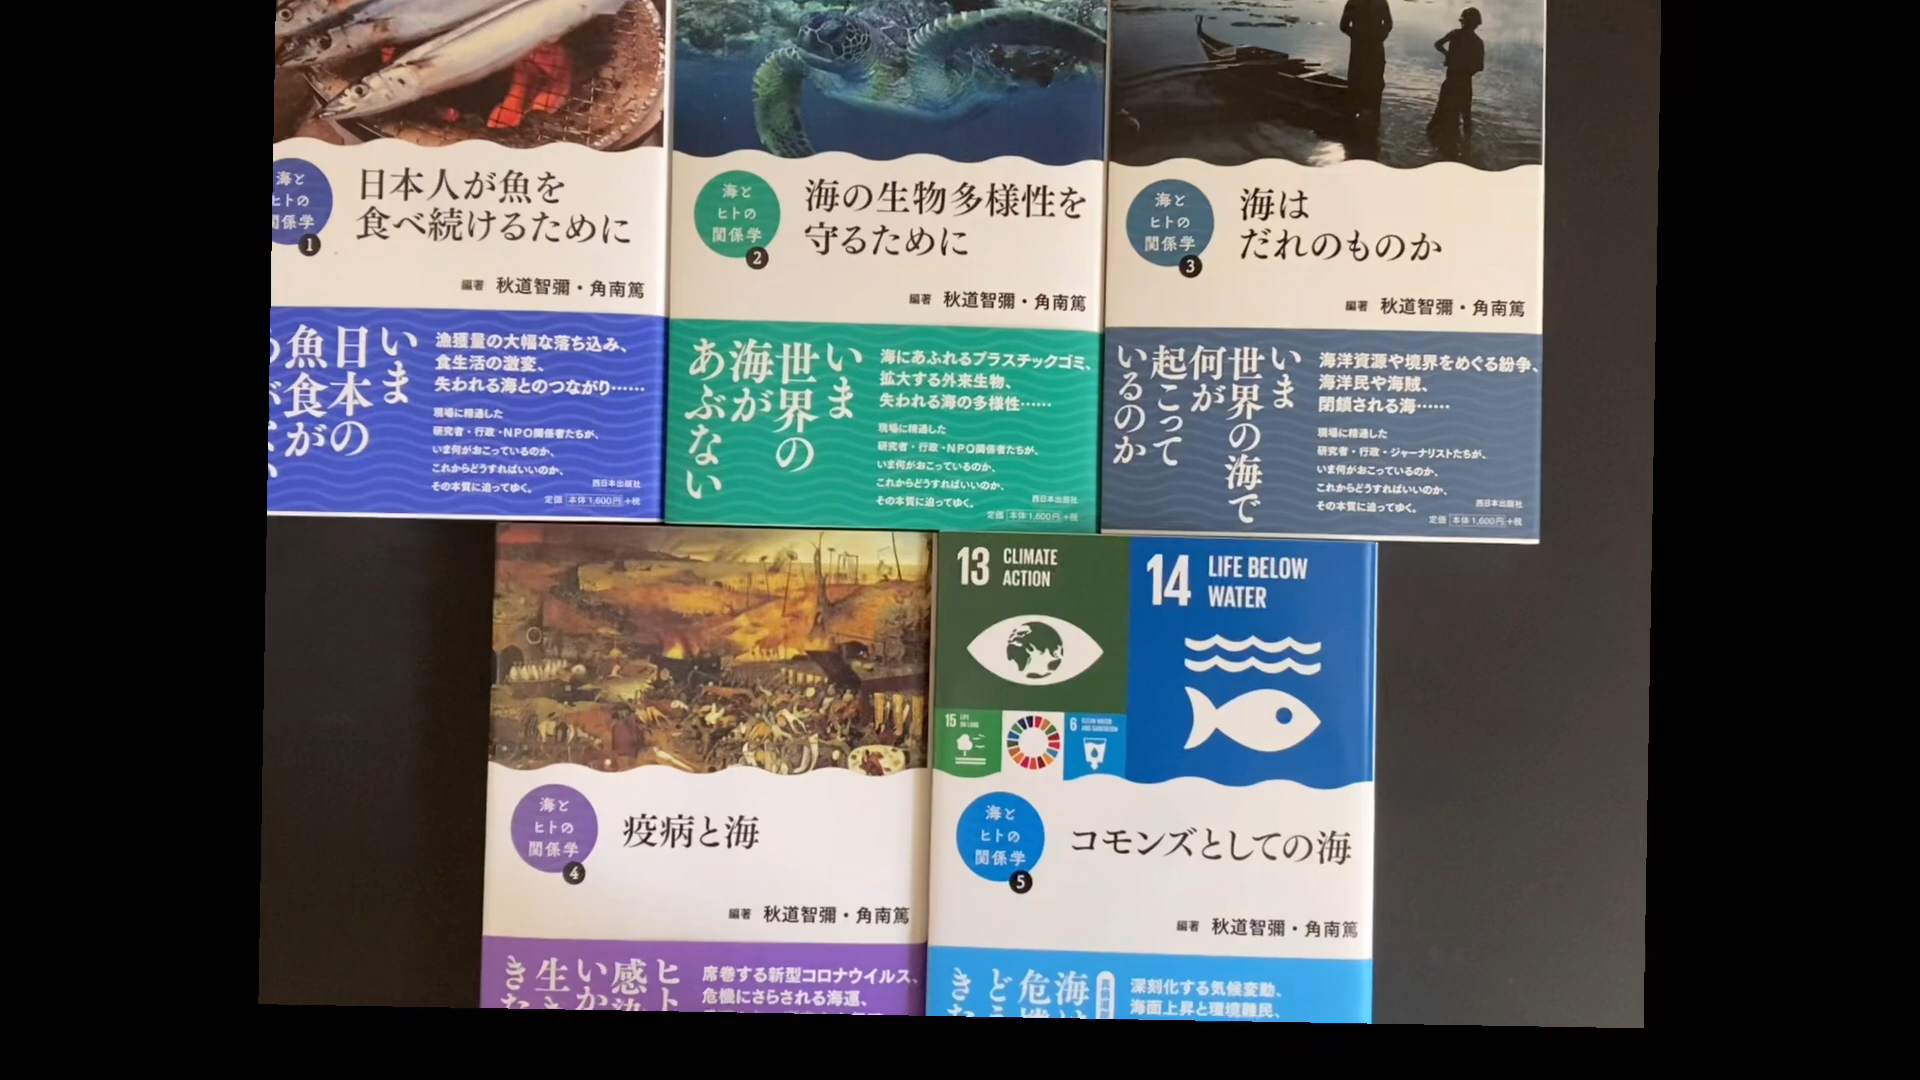 海と
ヒトの
関係学
1
日本人が魚を
食べ続けるために
編著 秋道智彌・角南篤
いま
日本の
魚食が
漁獲量の大幅な落ち込み、
食生活の激変、
失われる海とのつながり……
現場に精通した
研究者・行政・NPO関係者たちが、
いま何がおこっているのか、
これからどうすればいいのか、
その本質に迫ってゆく。
西日本出版社
定価 本体1,600円+税
海と
ヒトの
関係学
2
海の生物多様性を
守るために
編著 秋道智彌・角南篤
いま
世界の
海が
あぶない
海にあふれるプラスチックゴミ、
拡大する外来生物、
失われる海の多様性……
現場に精通した
研究者・行政・NPO関係者たちが、
いま何がおこっているのか、
これからどうすればいいのか、
その本質に迫ってゆく。
西日本出版社
定価 本体1,600円+税
海と
ヒトの
関係学
3
海は
だれのものか
編著 秋道智彌・角南篤
いま
世界の海で
何が
起こって
いるのか
海洋資源や境界をめぐる紛争、
海洋民や海賊、
閉鎖される海……
現場に精通した
研究者・行政・ジャーナリストたちが、
いま何がおこっているのか、
これからどうすればいいのか、
その本質に迫ってゆく。
西日本出版社
定価 本体1,600円+税
海と
ヒトの
関係学
4
疫病と海
編著 秋道智彌・角南篤
ヒト
感染
いか
生き
きた
席巻する新型コロナウイルス、
危機にさらされる海運、
13 CLIMATE
ACTION
14 LIFE BELOW
WATER
15 LIFE
ON LAND
6 CLEAN WATER
AND SANITATION
海と
ヒトの
関係学
5
コモンズとしての海
編著 秋道智彌・角南篤
海は
危機
どう
きた
深刻化する気候変動、
海面上昇と環境難民、